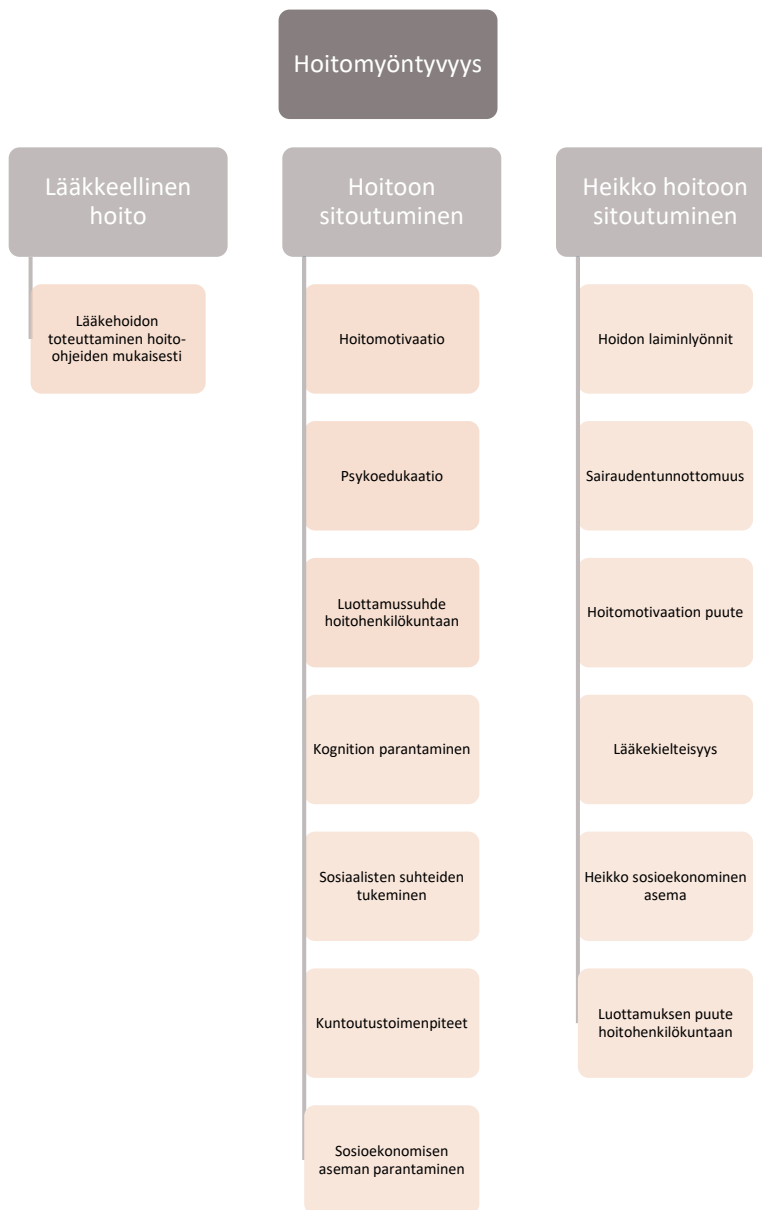 Hoitomyöntyvyys
Lääkkeellinen
hoito
Lääkehoidon
toteuttaminen hoito-
ohjeiden mukaisesti
Hoitoon
sitoutuminen
Hoitomotivaatio
Psykoedukaatio
Luottamussuhde
hoitohenkilökuntaan
Kognition parantaminen
Sosiaalisten suhteiden
tukeminen
Kuntoutustoimenpiteet
Sosioekonomisen
aseman parantaminen
Heikko hoitoon
sitoutuminen
Hoidon laiminlyönnit
Sairaudentunnottomuus
Hoitomotivaation puute
Lääkekielteisyys
Heikko sosioekonominen
asema
Luottamuksen puute
hoitohenkilökuntaan